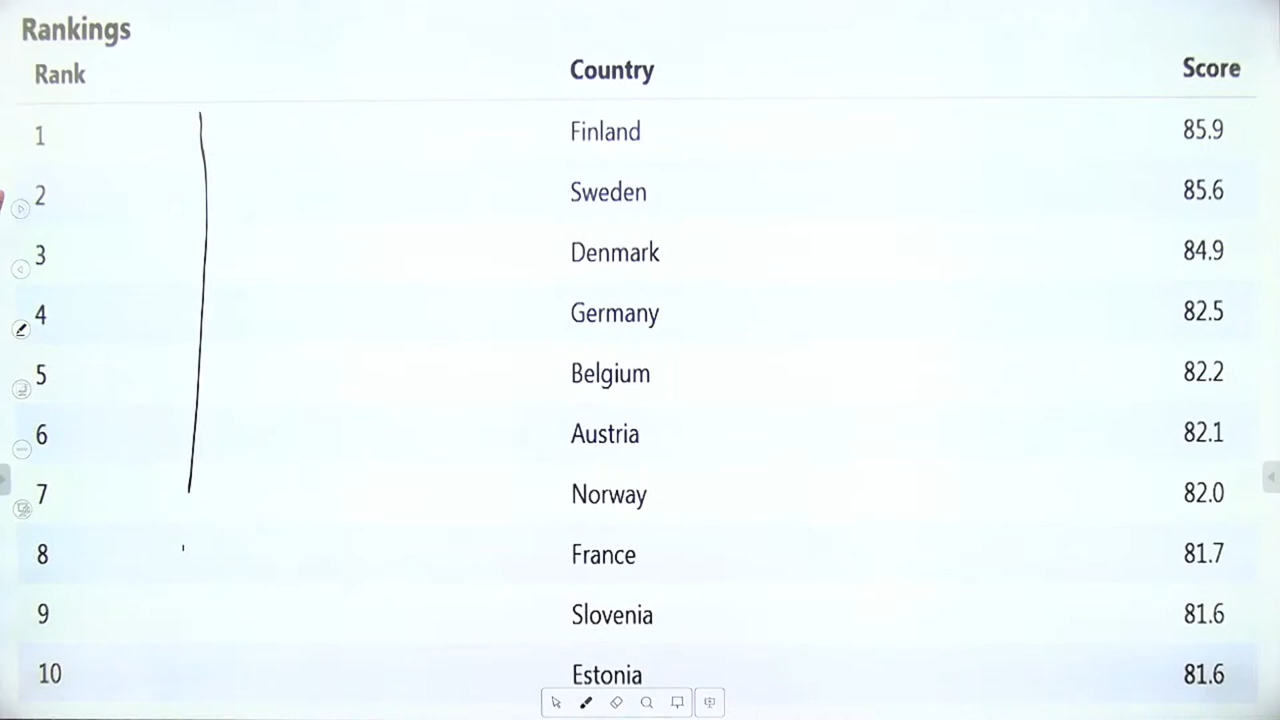 Rankings
Rank Country Score
1 Finland 85.9
2 Sweden 85.6
3 Denmark 84.9
4 Germany 82.5
5 Belgium 82.2
6 Austria 82.1
7 Norway 82.0
8 France 81.7
9 Slovenia 81.6
10 Estonia 81.6